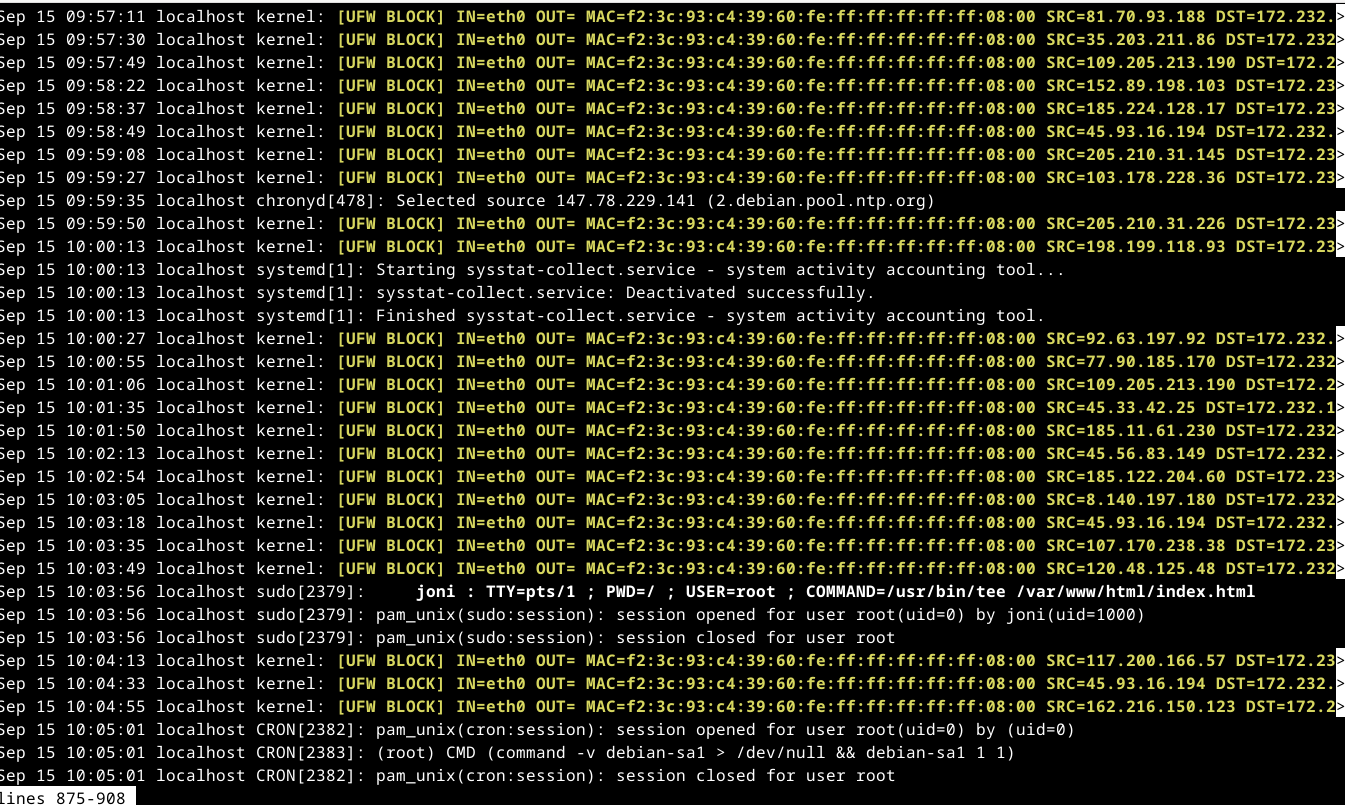 Sep 15 09:57:11 localhost kernel: [UFW BLOCK] IN=eth0 OUT= MAC=f2:3c:93:c4:39:60:fe:ff:ff:ff:ff:ff:08:00 SRC=81.70.93.188 DST=172.232.>
Sep 15 09:57:30 localhost kernel: [UFW BLOCK] IN=eth0 OUT= MAC=f2:3c:93:c4:39:60:fe:ff:ff:ff:ff:ff:08:00 SRC=35.203.211.86 DST=172.232>
Sep 15 09:57:49 localhost kernel: [UFW BLOCK] IN=eth0 OUT= MAC=f2:3c:93:c4:39:60:fe:ff:ff:ff:ff:ff:08:00 SRC=109.205.213.190 DST=172.2>
Sep 15 09:58:22 localhost kernel: [UFW BLOCK] IN=eth0 OUT= MAC=f2:3c:93:c4:39:60:fe:ff:ff:ff:ff:ff:08:00 SRC=152.89.198.103 DST=172.23>
Sep 15 09:58:37 localhost kernel: [UFW BLOCK] IN=eth0 OUT= MAC=f2:3c:93:c4:39:60:fe:ff:ff:ff:ff:ff:08:00 SRC=185.224.128.17 DST=172.23>
Sep 15 09:58:49 localhost kernel: [UFW BLOCK] IN=eth0 OUT= MAC=f2:3c:93:c4:39:60:fe:ff:ff:ff:ff:ff:08:00 SRC=45.93.16.194 DST=172.232.>
Sep 15 09:59:08 localhost kernel: [UFW BLOCK] IN=eth0 OUT= MAC=f2:3c:93:c4:39:60:fe:ff:ff:ff:ff:ff:08:00 SRC=205.210.31.145 DST=172.23>
Sep 15 09:59:27 localhost kernel: [UFW BLOCK] IN=eth0 OUT= MAC=f2:3c:93:c4:39:60:fe:ff:ff:ff:ff:ff:08:00 SRC=103.178.228.36 DST=172.23>
Sep 15 09:59:35 localhost chronyd[478]: Selected source 147.78.229.141 (2.debian.pool.ntp.org)
Sep 15 09:59:50 localhost kernel: [UFW BLOCK] IN=eth0 OUT= MAC=f2:3c:93:c4:39:60:fe:ff:ff:ff:ff:ff:08:00 SRC=205.210.31.226 DST=172.23>
Sep 15 10:00:13 localhost kernel: [UFW BLOCK] IN=eth0 OUT= MAC=f2:3c:93:c4:39:60:fe:ff:ff:ff:ff:ff:08:00 SRC=198.199.118.93 DST=172.23>
Sep 15 10:00:13 localhost systemd[1]: Starting sysstat-collect.service - system activity accounting tool...
Sep 15 10:00:13 localhost systemd[1]: sysstat-collect.service: Deactivated successfully.
Sep 15 10:00:13 localhost systemd[1]: Finished sysstat-collect.service - system activity accounting tool.
Sep 15 10:00:27 localhost kernel: [UFW BLOCK] IN=eth0 OUT= MAC=f2:3c:93:c4:39:60:fe:ff:ff:ff:ff:ff:08:00 SRC=92.63.197.92 DST=172.232.>
Sep 15 10:00:55 localhost kernel: [UFW BLOCK] IN=eth0 OUT= MAC=f2:3c:93:c4:39:60:fe:ff:ff:ff:ff:ff:08:00 SRC=77.90.185.170 DST=172.232>
Sep 15 10:01:06 localhost kernel: [UFW BLOCK] IN=eth0 OUT= MAC=f2:3c:93:c4:39:60:fe:ff:ff:ff:ff:ff:08:00 SRC=109.205.213.190 DST=172.2>
Sep 15 10:01:35 localhost kernel: [UFW BLOCK] IN=eth0 OUT= MAC=f2:3c:93:c4:39:60:fe:ff:ff:ff:ff:ff:08:00 SRC=45.33.42.25 DST=172.232.1>
Sep 15 10:01:50 localhost kernel: [UFW BLOCK] IN=eth0 OUT= MAC=f2:3c:93:c4:39:60:fe:ff:ff:ff:ff:ff:08:00 SRC=185.11.61.230 DST=172.232>
Sep 15 10:02:13 localhost kernel: [UFW BLOCK] IN=eth0 OUT= MAC=f2:3c:93:c4:39:60:fe:ff:ff:ff:ff:ff:08:00 SRC=45.56.83.149 DST=172.232.>
Sep 15 10:02:54 localhost kernel: [UFW BLOCK] IN=eth0 OUT= MAC=f2:3c:93:c4:39:60:fe:ff:ff:ff:ff:ff:08:00 SRC=185.122.204.60 DST=172.23>
Sep 15 10:03:05 localhost kernel: [UFW BLOCK] IN=eth0 OUT= MAC=f2:3c:93:c4:39:60:fe:ff:ff:ff:ff:ff:08:00 SRC=8.140.197.180 DST=172.232>
Sep 15 10:03:18 localhost kernel: [UFW BLOCK] IN=eth0 OUT= MAC=f2:3c:93:c4:39:60:fe:ff:ff:ff:ff:ff:08:00 SRC=45.93.16.194 DST=172.232.>
Sep 15 10:03:35 localhost kernel: [UFW BLOCK] IN=eth0 OUT= MAC=f2:3c:93:c4:39:60:fe:ff:ff:ff:ff:ff:08:00 SRC=107.170.238.38 DST=172.23>
Sep 15 10:03:49 localhost kernel: [UFW BLOCK] IN=eth0 OUT= MAC=f2:3c:93:c4:39:60:fe:ff:ff:ff:ff:ff:08:00 SRC=120.48.125.48 DST=172.232>
Sep 15 10:03:56 localhost sudo[2379]:     joni : TTY=pts/1 ; PWD=/ ; USER=root ; COMMAND=/usr/bin/tee /var/www/html/index.html
Sep 15 10:03:56 localhost sudo[2379]: pam_unix(sudo:session): session opened for user root(uid=0) by joni(uid=1000)
Sep 15 10:03:56 localhost sudo[2379]: pam_unix(sudo:session): session closed for user root
Sep 15 10:04:13 localhost kernel: [UFW BLOCK] IN=eth0 OUT= MAC=f2:3c:93:c4:39:60:fe:ff:ff:ff:ff:ff:08:00 SRC=117.200.166.57 DST=172.23>
Sep 15 10:04:33 localhost kernel: [UFW BLOCK] IN=eth0 OUT= MAC=f2:3c:93:c4:39:60:fe:ff:ff:ff:ff:ff:08:00 SRC=45.93.16.194 DST=172.232.>
Sep 15 10:04:55 localhost kernel: [UFW BLOCK] IN=eth0 OUT= MAC=f2:3c:93:c4:39:60:fe:ff:ff:ff:ff:ff:08:00 SRC=162.216.150.123 DST=172.2>
Sep 15 10:05:01 localhost CRON[2382]: pam_unix(cron:session): session opened for user root(uid=0) by (uid=0)
Sep 15 10:05:01 localhost CRON[2383]: (root) CMD (command -v debian-sa1 > /dev/null && debian-sa1 1 1)
Sep 15 10:05:01 localhost CRON[2382]: pam_unix(cron:session): session closed for user root
lines 875-908